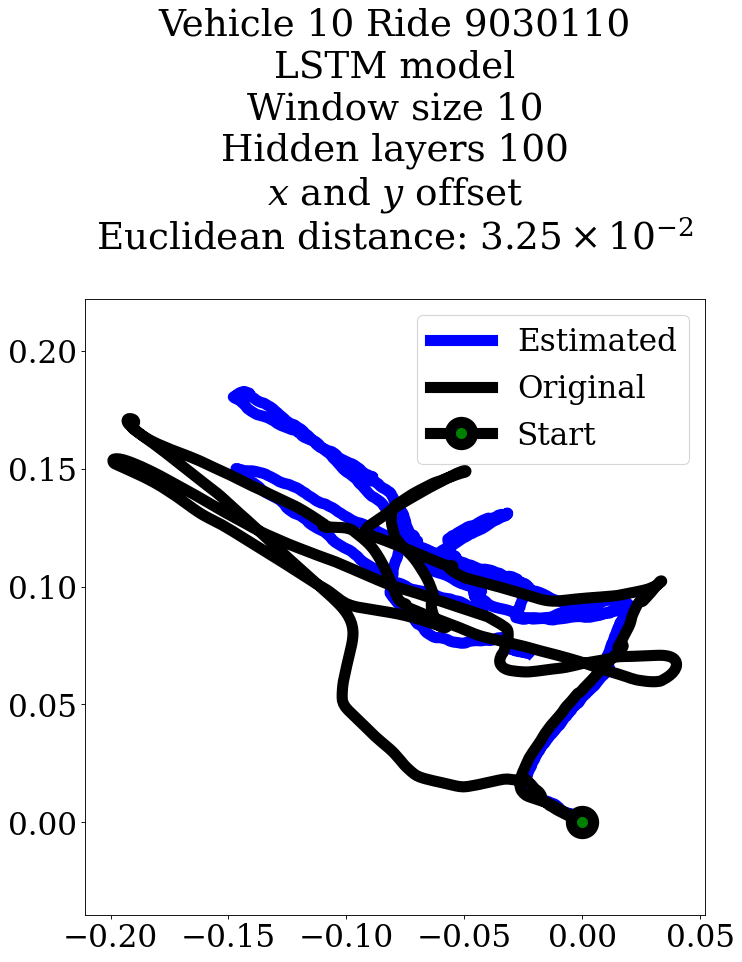 Vehicle 10 Ride 9030110
LSTM model
Window size 10
Hidden layers 100
x and y offset
Euclidean distance: 3.25 × 10⁻²
Estimated
Original
Start
0.20
0.15
0.10
0.05
0.00
−0.20 −0.15 −0.10 −0.05 0.00 0.05